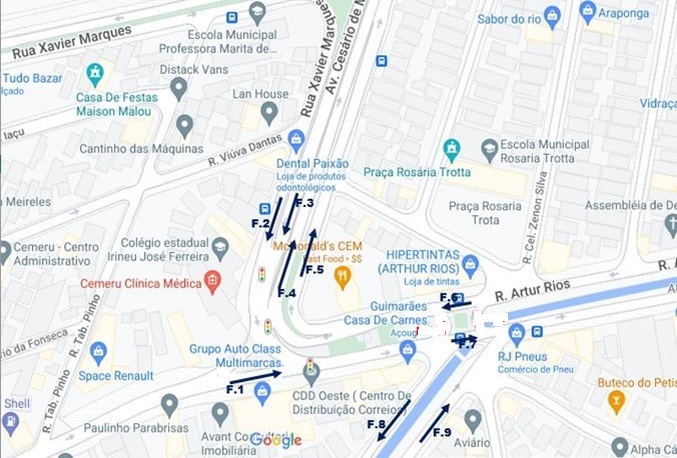 Sabor do rio
Araponga
Escola Municipal
Professora Marita de...
Rua Xavier Marques
Rua Xavier Marques
Av. Cesário de M
Tudo Bazar
lçado
Distack Vans
Casa De Festas
Maison Malou
Lan House
Vidraça
Iaçu
Cantinho das Máquinas
R. Viúva Dantas
Escola Municipal
Rosaria Trotta
Dental Paixão
Loja de produtos
odontológicos
Praça Rosária Trotta
Meireles
Praça Rosária
Trota
R. Cel. Zenon Silva
Assembléia de De
F.2
F.3
Cemeru - Centro
Administrativo
Colégio estadual
Irineu José Ferreira
McDonald's CEM
Fast Food • $$
HIPERTINTAS
(ARTHUR RIOS)
Loja de tintas
F.5
Cemeru Clínica Médica
F.4
R. Tab. Pinho
R. A
R. Artur Rios
F.6
Guimarães
Casa De Carnes
Açoug
cio da Fonseca
F.7
Grupo Auto Class
Multimarcas
RJ Pneus
Comércio de Pneu
Space Renault
F.1
R. Tab. Pinho
CDD Oeste ( Centro De
Distribuição Correios)
Buteco do Petis
Shell
F.8
F.9
Paulinho Parabrisas
Avant Consultori
Imobiliária
Google
Aviário
Alpha Cá